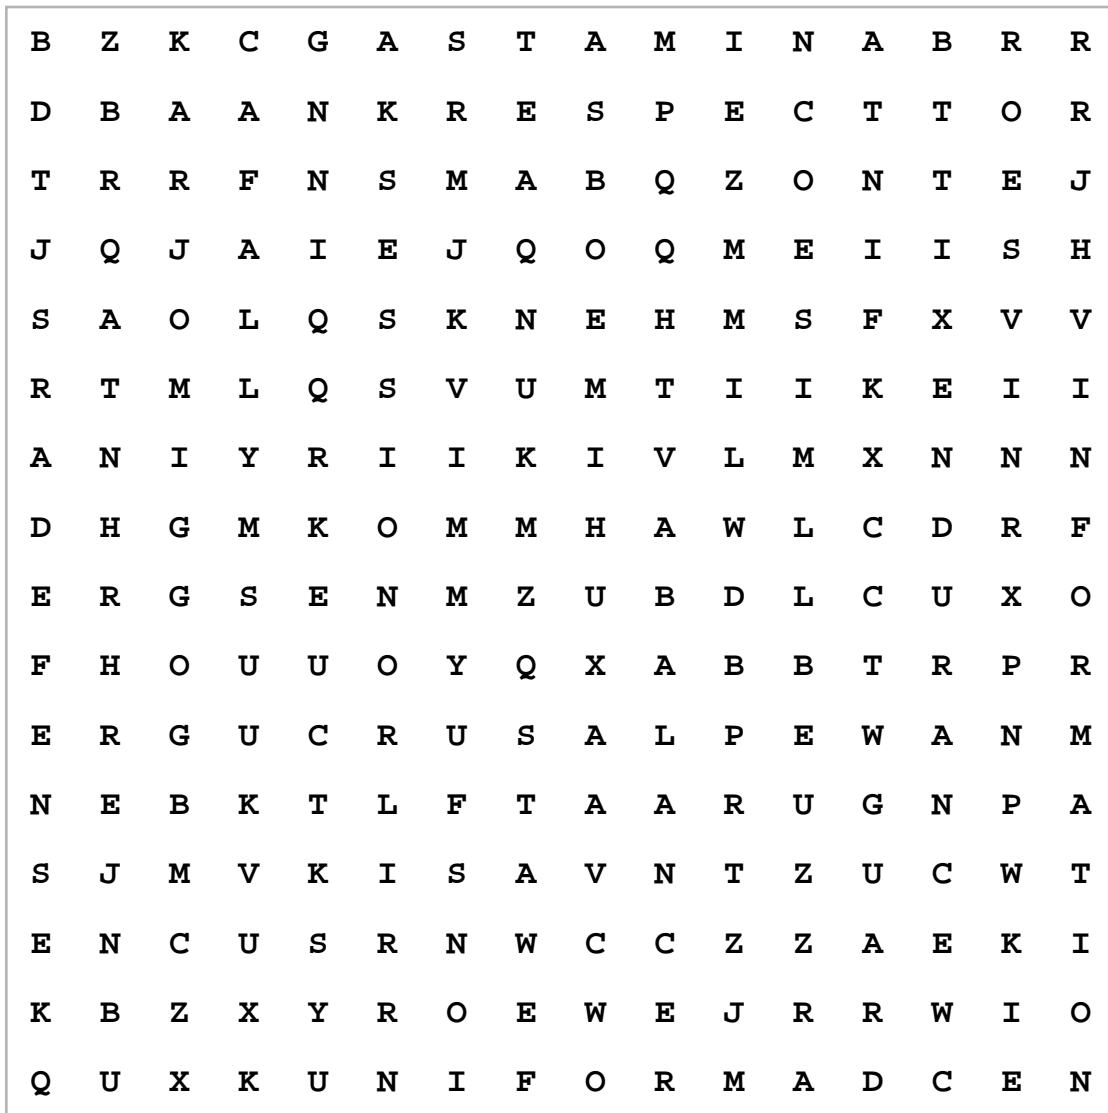 B Z K C G A S T A M I N A B R R
D B A A N K R E S P E C T T O R
T R R F N S M A B Q Z O N T E J
J Q J A I E J Q O Q M E I I S H
S A O L Q S K N E H M S F X V V
R T M L Q S V U M T I I K E I I
A N I Y R I I K I V L M X N N N
D H G M K O M M H A W L C D R F
E R G S E N M Z U B D L C U X O
F H O U U O Y Q X A B B T R P R
E R G U C R U S A L P E W A N M
N E B K T L F T A A R U G N P A
S J M V K I S A V N T Z U C W T
E N C U S R N W C C Z Z A E K I
K B Z X Y R O E W E J R R W I O
Q U X K U N I F O R M A D C E N